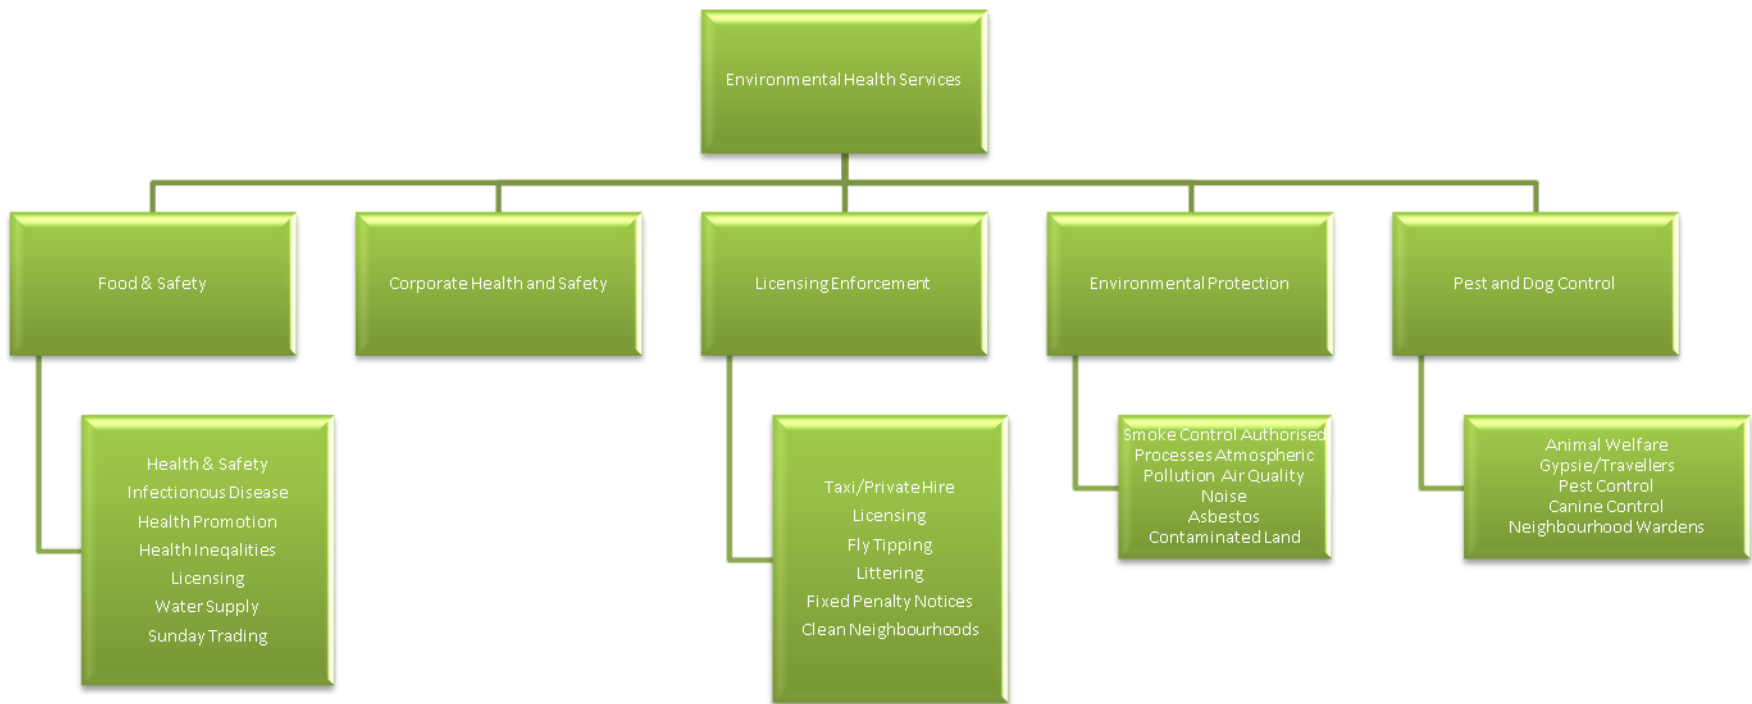 Environmental Health Services
Food & Safety
Corporate Health and Safety
Licensing Enforcement
Environmental Protection
Pest and Dog Control
Health & Safety
Infectionous Disease
Health Promotion
Health Ineqalities
Licensing
Water Supply
Sunday Trading
Taxi/Private Hire
Licensing
Fly Tipping
Littering
Fixed Penalty Notices
Clean Neighbourhoods
Smoke Control Authorised
Processes Atmospheric
Pollution Air Quality
Noise
Asbestos
Contaminated Land
Animal Welfare
Gypsie/Travellers
Pest Control
Canine Control
Neighbourhood Wardens